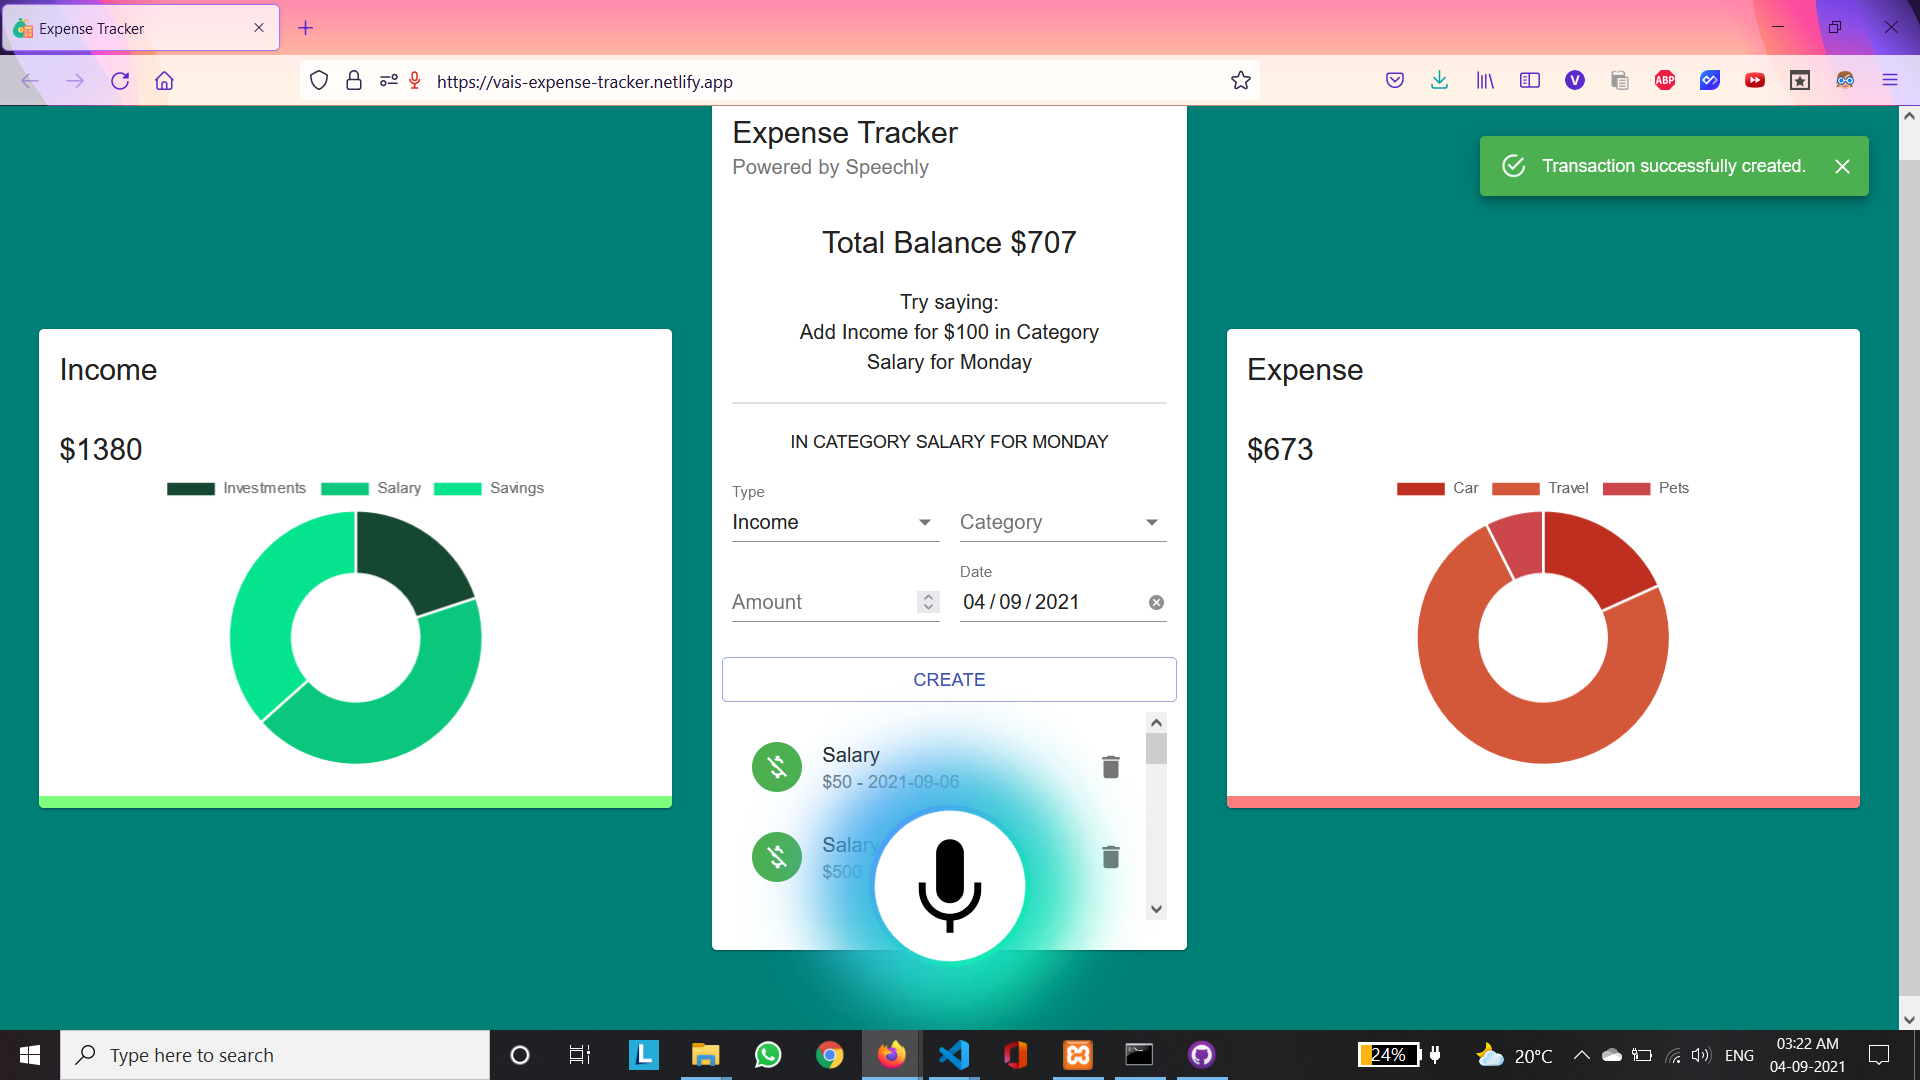 Expense Tracker
https://vais-expense-tracker.netlify.app
V
ABP
Expense Tracker
Powered by Speechly
Transaction successfully created.
Total Balance $707
Try saying:
Add Income for $100 in Category
Salary for Monday
IN CATEGORY SALARY FOR MONDAY
Type
Income
Category
Date
Amount
04/09/2021
CREATE
Salary
$50 - 2021-09-06
Salary
$500 -
Income
$1380
Investments Salary Savings
Expense
$673
Car Travel Pets
Type here to search
L
24%
20°C
ENG
03:22 AM
04-09-2021